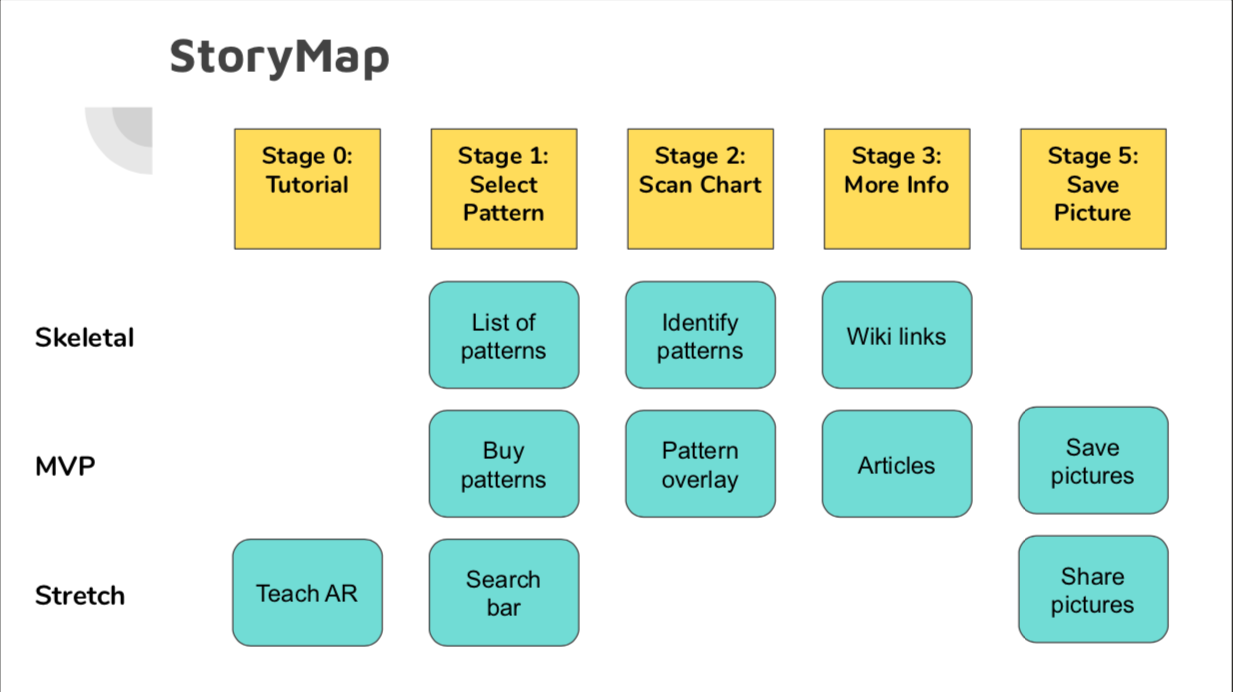 StoryMap
Stage 0:
Tutorial
Stage 1:
Select
Pattern
Stage 2:
Scan Chart
Stage 3:
More Info
Stage 5:
Save
Picture
Skeletal
List of
patterns
Identify
patterns
Wiki links
MVP
Buy
patterns
Pattern
overlay
Articles
Save
pictures
Stretch
Teach AR
Search
bar
Share
pictures